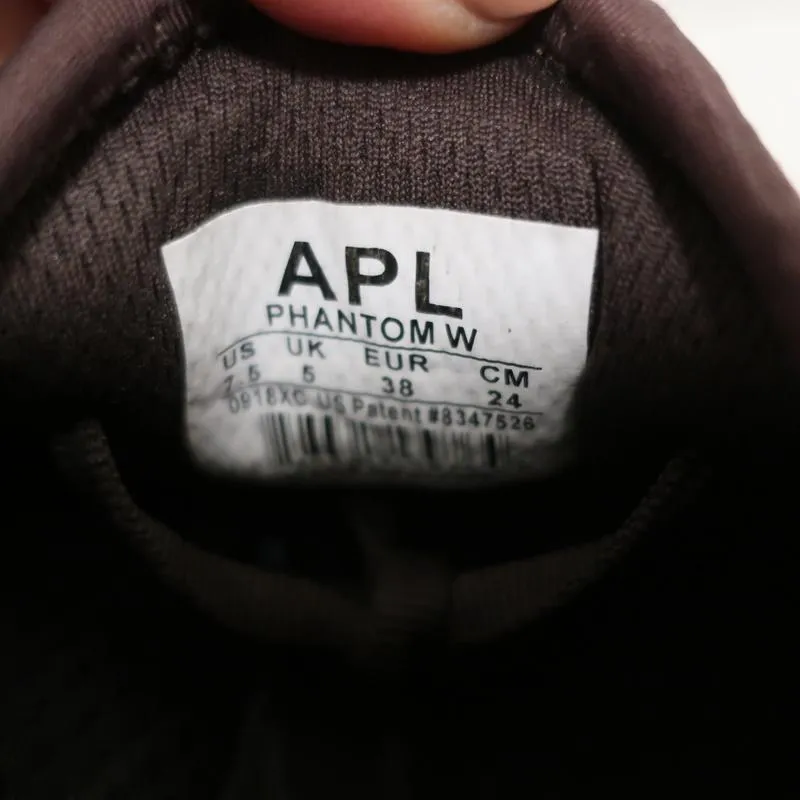 APL
PHANTOM W
US UK EUR CM
7.5 5 38 24
0918XC US Patent #8347526